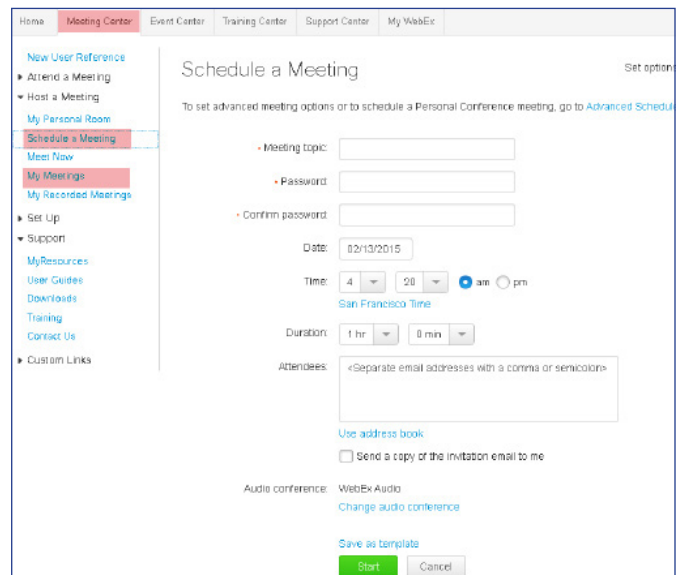 Home Meeting Center Event Center Training Center Support Center My WebEx
New User Reference
Attend a Meeting
Host a Meeting
My Personal Room
Schedule a Meeting
Meet Now
My Meetings
My Recorded Meetings
Set Up
Support
MyResources
User Guides
Downloads
Training
Contact Us
Custom Links
Schedule a Meeting
Set options
To set advanced meeting options or to schedule a Personal Conference meeting, go to Advanced Schedule
Meeting topic:
Password:
Confirm password:
Date: 02/13/2015
Time: 4 20 am pm
San Francisco Time
Duration: 1 hr 0 min
Attendees: <Separate email addresses with a comma or semicolon>
Use address book
Send a copy of the invitation email to me
Audio conference: WebEx Audio
Change audio conference
Save as template
Start Cancel